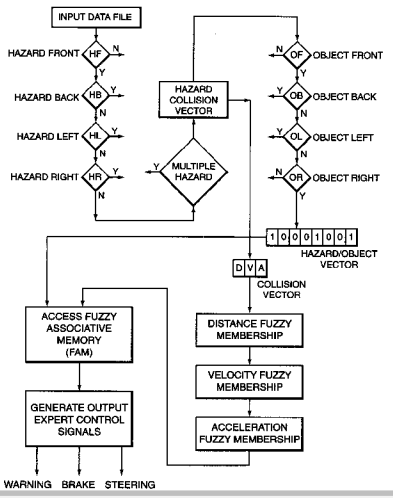 INPUT DATA FILE
HAZARD FRONT
HF
N
Y
HAZARD BACK
HB
Y
N
HAZARD LEFT
HL
Y
N
HAZARD RIGHT
HR
Y
N
HAZARD
COLLISION
VECTOR
Y
MULTIPLE
HAZARD
N
OF
OBJECT FRONT
Y
N
OB
OBJECT BACK
Y
N
OL
OBJECT LEFT
Y
N
OR
OBJECT RIGHT
Y
1 0 0 0 1 0 0 1
HAZARD/OBJECT
VECTOR
D V A
COLLISION
VECTOR
ACCESS FUZZY
ASSOCIATIVE
MEMORY
(FAM)
DISTANCE FUZZY
MEMBERSHIP
VELOCITY FUZZY
MEMBERSHIP
ACCELERATION
FUZZY MEMBERSHIP
GENERATE OUTPUT
EXPERT CONTROL
SIGNALS
WARNING BRAKE STEERING